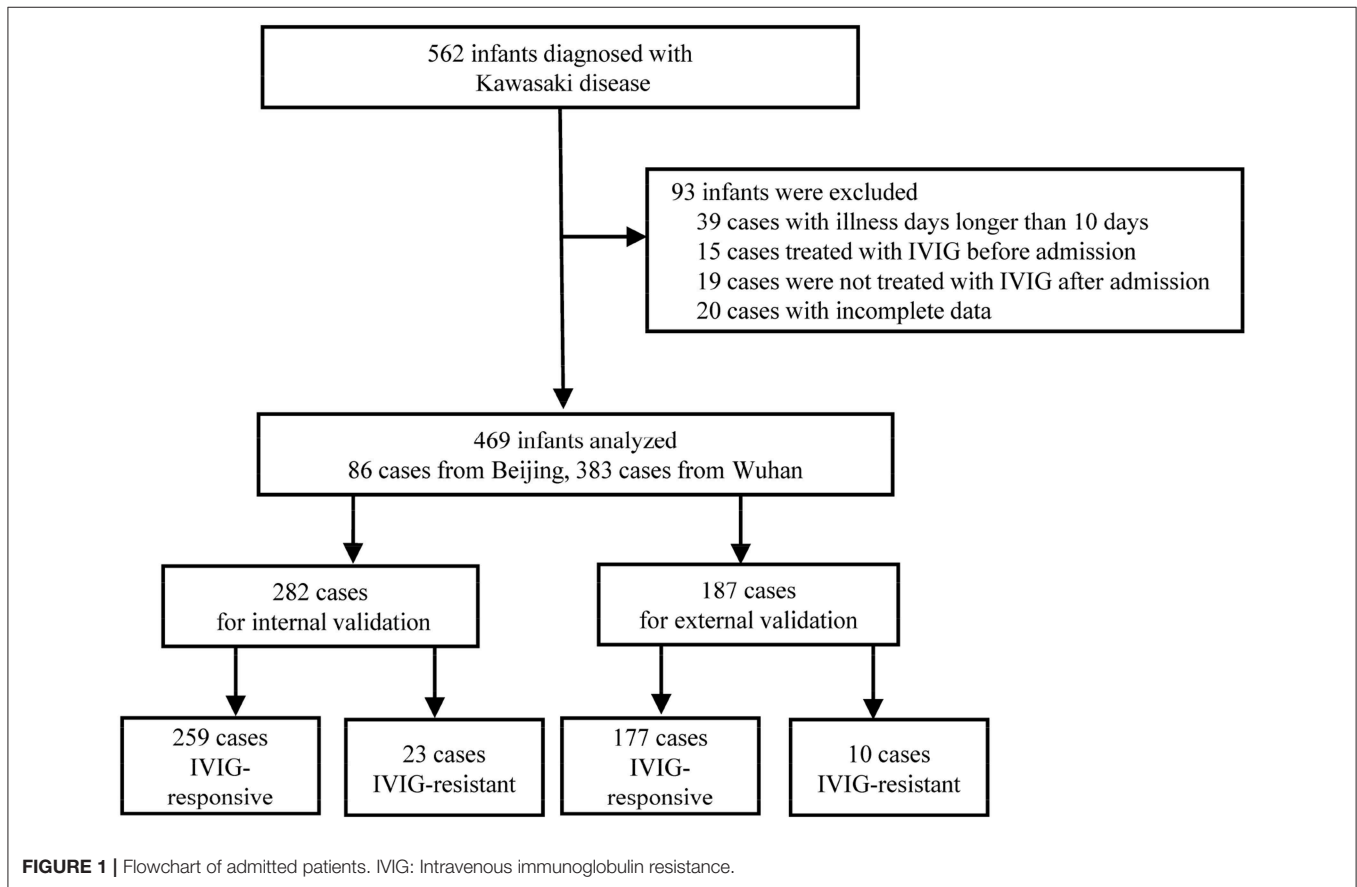 562 infants diagnosed with
Kawasaki disease
93 infants were excluded
39 cases with illness days longer than 10 days
15 cases treated with IVIG before admission
19 cases were not treated with IVIG after admission
20 cases with incomplete data
469 infants analyzed
86 cases from Beijing, 383 cases from Wuhan
282 cases
for internal validation
187 cases
for external validation
259 cases
IVIG-
responsive
23 cases
IVIG-resistant
177 cases
IVIG-
responsive
10 cases
IVIG-resistant
FIGURE 1 | Flowchart of admitted patients. IVIG: Intravenous immunoglobulin resistance.